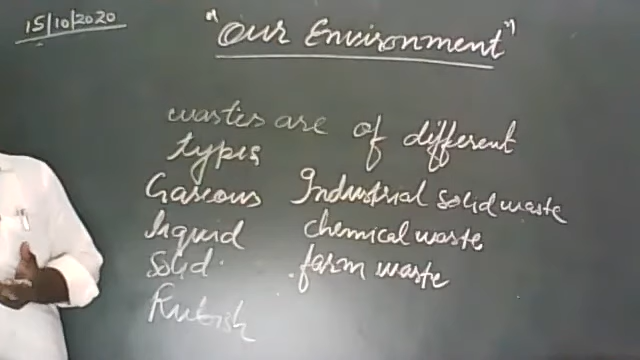 15/10/2020
"Our Environment"
wastes are of different
types
Gaseous Industrial solid waste
liquid chemical waste
Solid. . farm waste
Rubish